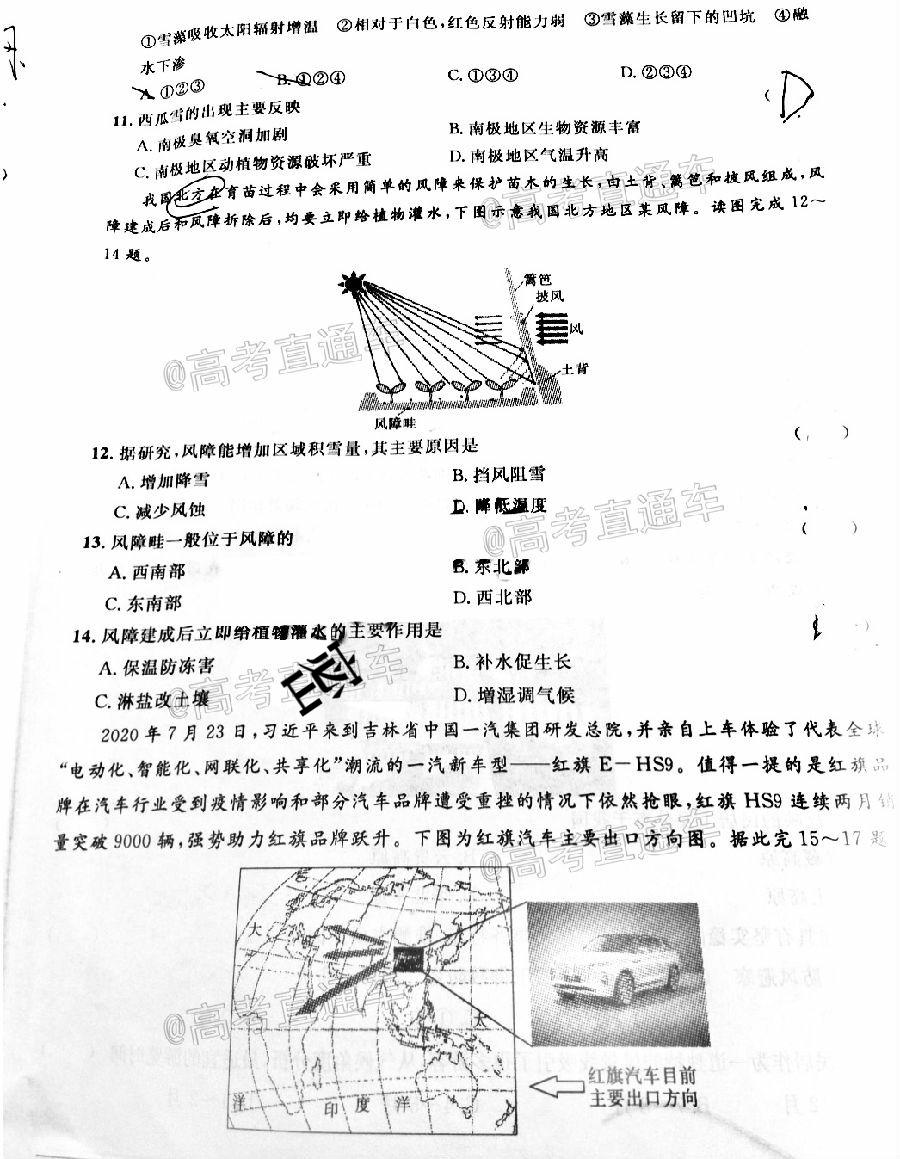 ①雪藻吸收太阳辐射增温 ②相对于白色,红色反射能力弱 ③雪藻生长留下的凹坑 ④融
水下渗
A.①②③ B.①②④ C.①③④ D.②③④
11.西瓜雪的出现主要反映 ( D
A.南极臭氧空洞加剧 B.南极地区生物资源丰富
C.南极地区动植物资源破坏严重 D.南极地区气温升高
我国北方在育苗过程中会采用简单的风障来保护苗木的生长,由土背、篱笆和披风组成,风
障建成后和风障拆除后,均要立即给植物灌水,下图示意我国北方地区某风障。读图完成12~
14题。
篱笆
披风
风
土背
风障畦
@高考直通车
12.据研究,风障能增加区域积雪量,其主要原因是 ( )
A.增加降雪 B.挡风阻雪
C.减少风蚀 D.降低温度
@高考直通车
13.风障畦一般位于风障的 ( )
A.西南部 B.东北部
C.东南部 D.西北部
14.风障建成后立即给植物灌水的主要作用是
A.保温防冻害 B.补水促生长
C.淋盐改土壤 D.增湿调气候
@高考直通车
密
2020年7月23日,习近平来到吉林省中国一汽集团研发总院,并亲自上车体验了代表全球
“电动化、智能化、网联化、共享化”潮流的一汽新车型——红旗E-HS9。值得一提的是红旗品
牌在汽车行业受到疫情影响和部分汽车品牌遭受重挫的情况下依然抢眼,红旗HS9连续两月销
量突破9000辆,强势助力红旗品牌跃升。下图为红旗汽车主要出口方向图。据此完15~17题
大
太
洋 印度洋
@高考直通车
红旗汽车目前
主要出口方向